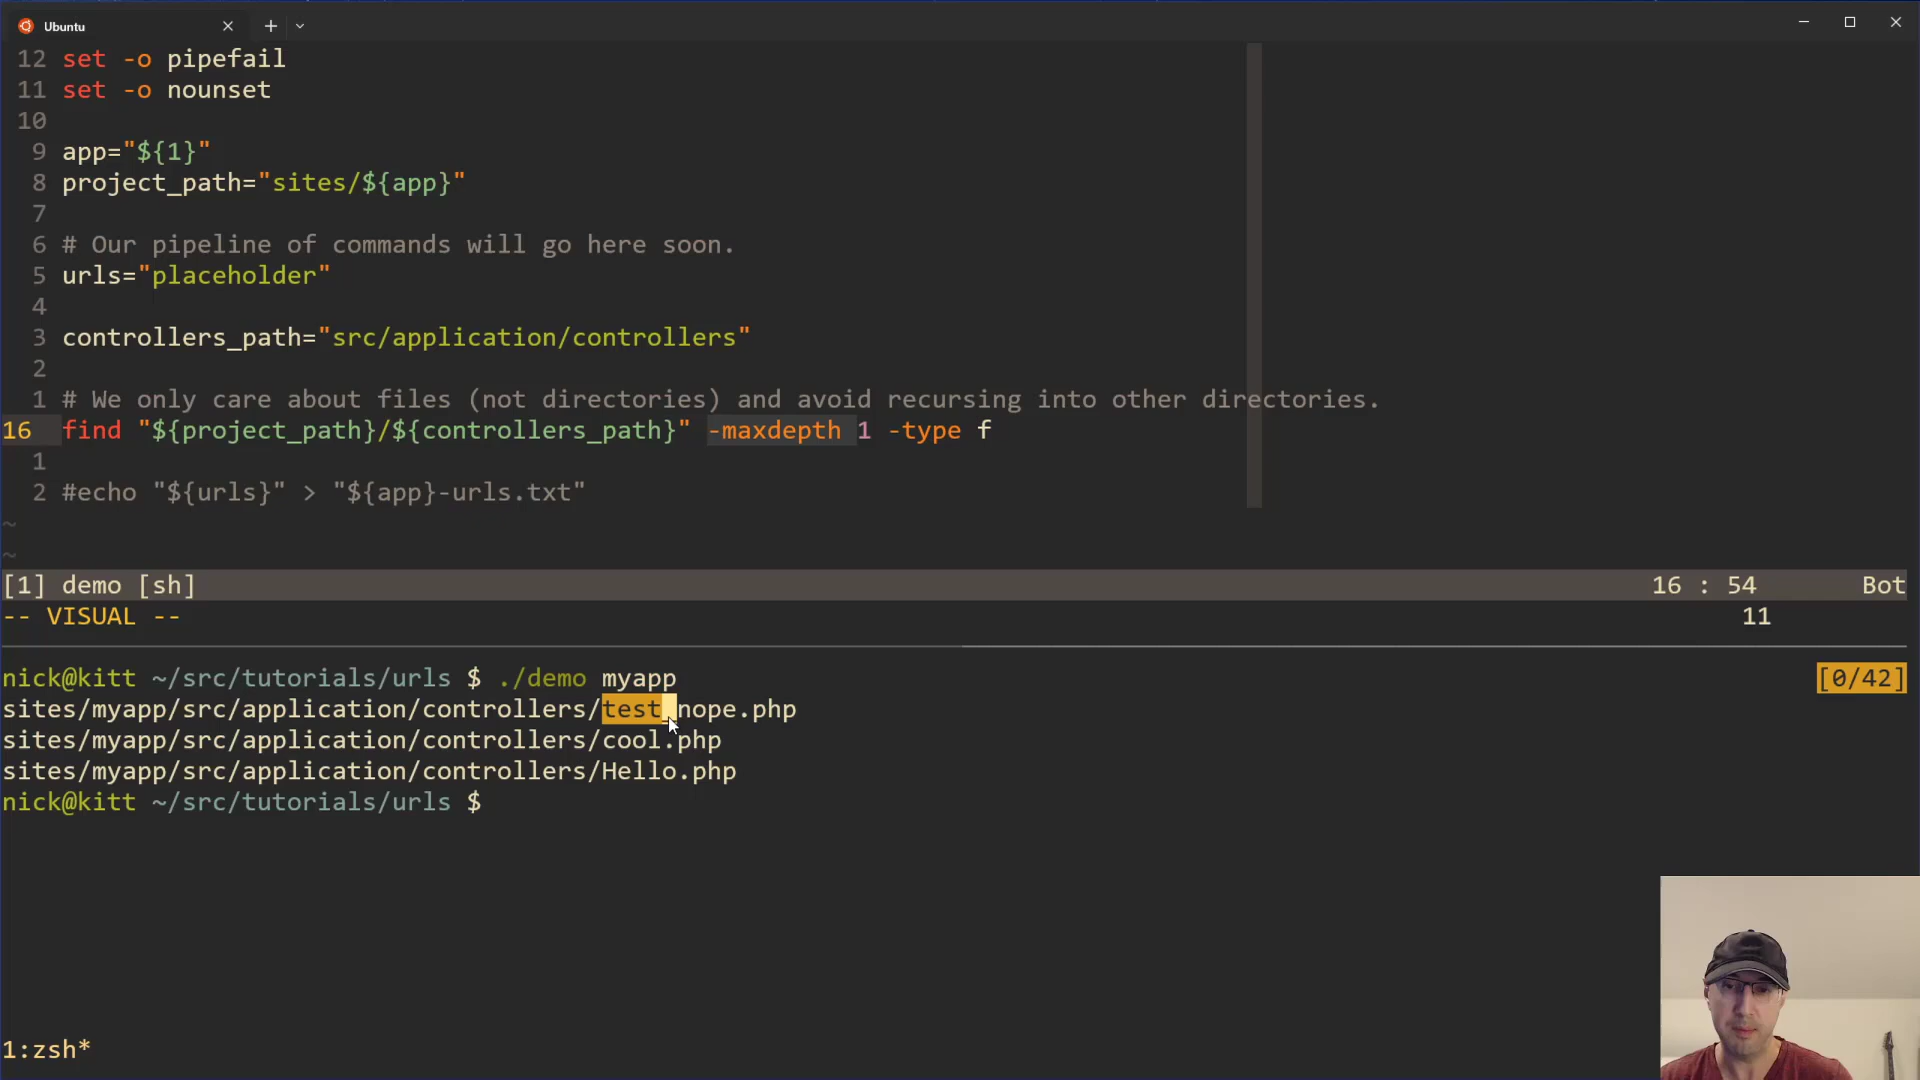 Ubuntu
12 set -o pipefail
11 set -o nounset
10
9 app="${1}"
8 project_path="sites/${app}"
7
6 # Our pipeline of commands will go here soon.
5 urls="placeholder"
4
3 controllers_path="src/application/controllers"
2
1 # We only care about files (not directories) and avoid recursing into other directories.
16 find "${project_path}/${controllers_path}" -maxdepth 1 -type f
1
2 #echo "${urls}" > "${app}-urls.txt"
~
~
[1] demo [sh] 16 : 54 Bot
-- VISUAL -- 11
nick@kitt ~/src/tutorials/urls $ ./demo myapp [0/42]
sites/myapp/src/application/controllers/test_nope.php
sites/myapp/src/application/controllers/cool.php
sites/myapp/src/application/controllers/Hello.php
nick@kitt ~/src/tutorials/urls $
1:zsh*